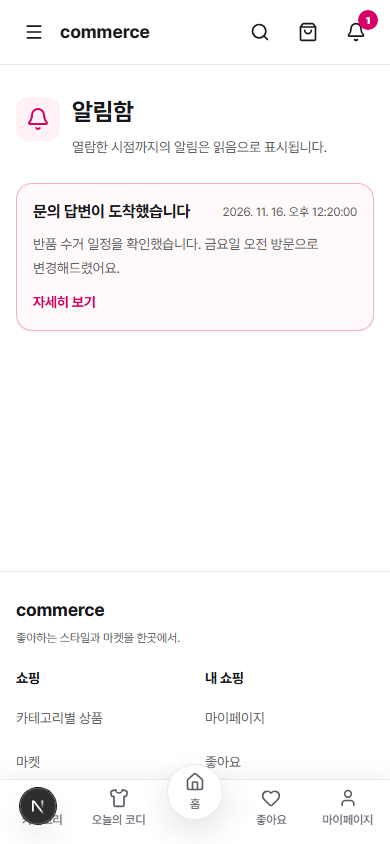 commerce
1
알림함
열람한 시점까지의 알림은 읽음으로 표시됩니다.
문의 답변이 도착했습니다
2026. 11. 16. 오후 12:20:00
반품 수거 일정을 확인했습니다. 금요일 오전 방문으로
변경해드렸어요.
자세히 보기
commerce
좋아하는 스타일과 마켓을 한곳에서.
쇼핑
내 쇼핑
카테고리별 상품
마이페이지
마켓
좋아요
N
오늘의 코디
홈
좋아요
마이페이지